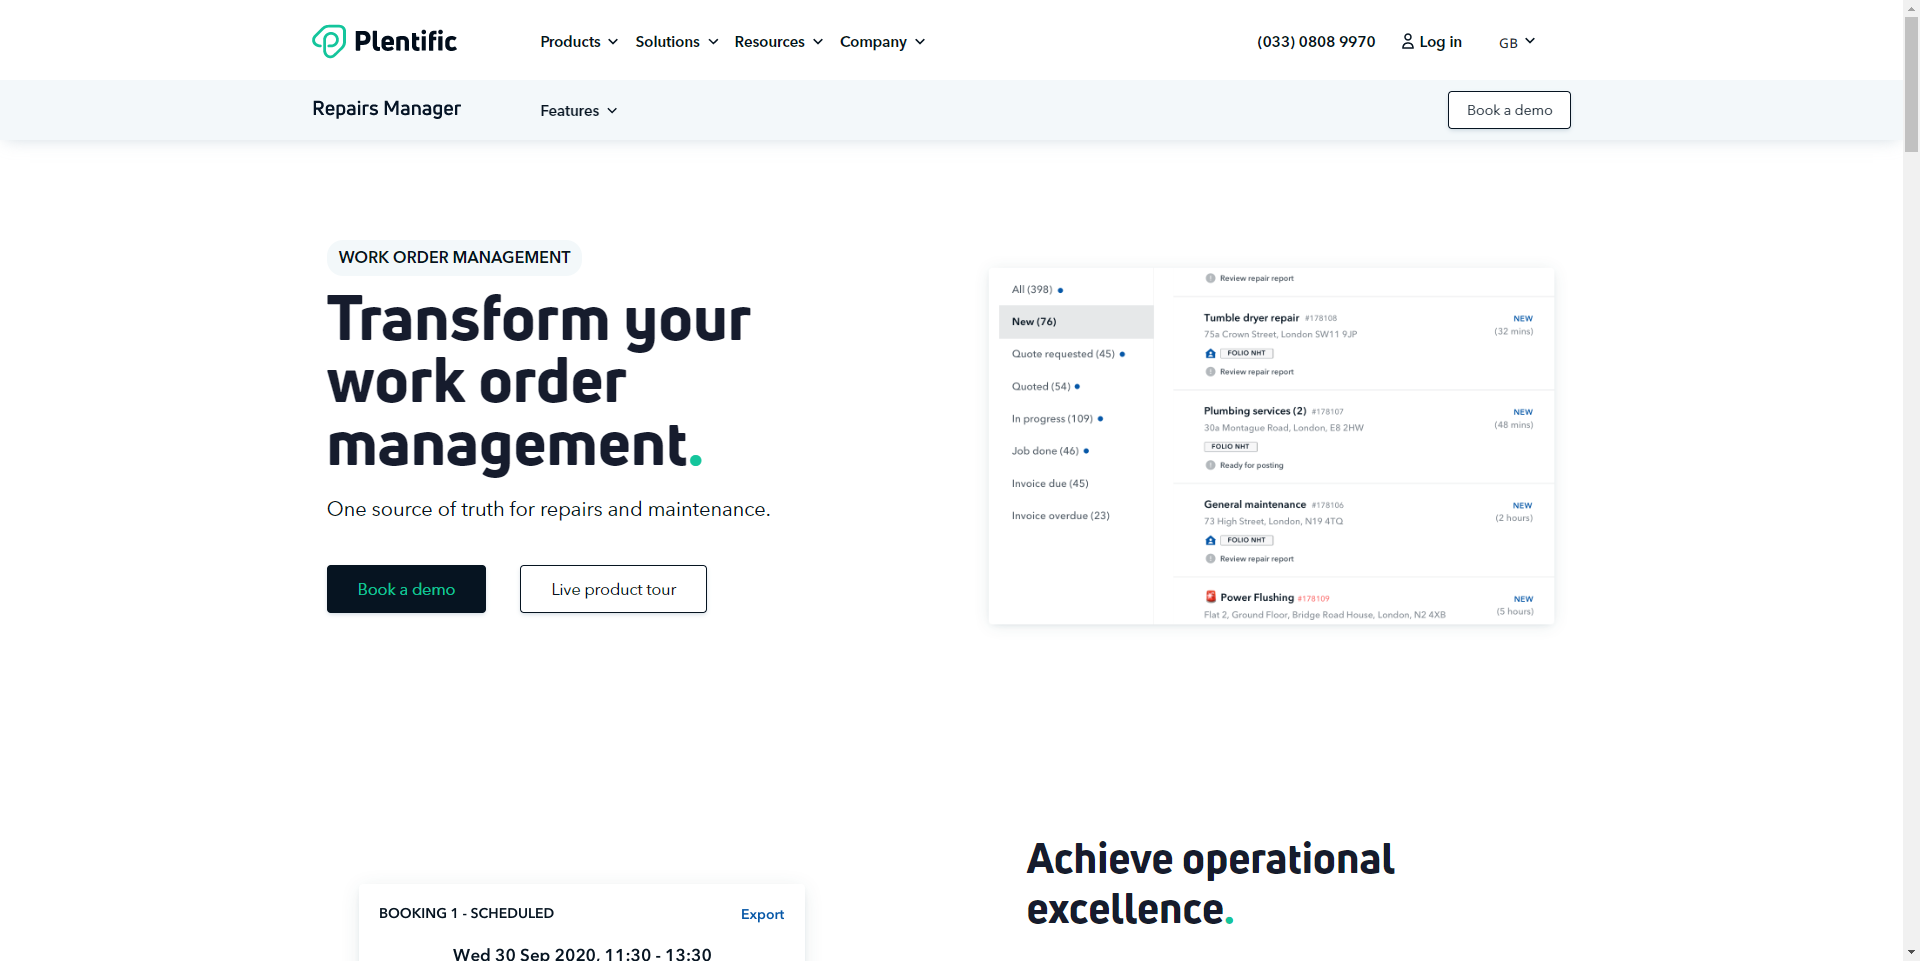 Plentific
Products
Solutions
Resources
Company
(033) 0808 9970
Log in
GB
Repairs Manager
Features
Book a demo
WORK ORDER MANAGEMENT
Transform your
work order
management.
One source of truth for repairs and maintenance.
Book a demo
Live product tour
All (398)
New (76)
Quote requested (45)
Quoted (54)
In progress (109)
Job done (46)
Invoice due (45)
Invoice overdue (23)
Review repair report
Tumble dryer repair #178108
NEW
75a Crown Street, London SW11 9JP
(32 mins)
FOLIO NHT
Review repair report
Plumbing services (2) #178107
NEW
30a Montague Road, London, E8 2HW
(48 mins)
FOLIO NHT
Ready for posting
General maintenance #178106
NEW
73 High Street, London, N19 4TQ
(2 hours)
FOLIO NHT
Review repair report
Power Flushing #178109
NEW
Flat 2, Ground Floor, Bridge Road House, London, N2 4XB
(5 hours)
Achieve operational
excellence.
BOOKING 1 - SCHEDULED
Export
Wed 30 Sep 2020, 11:30 - 13:30